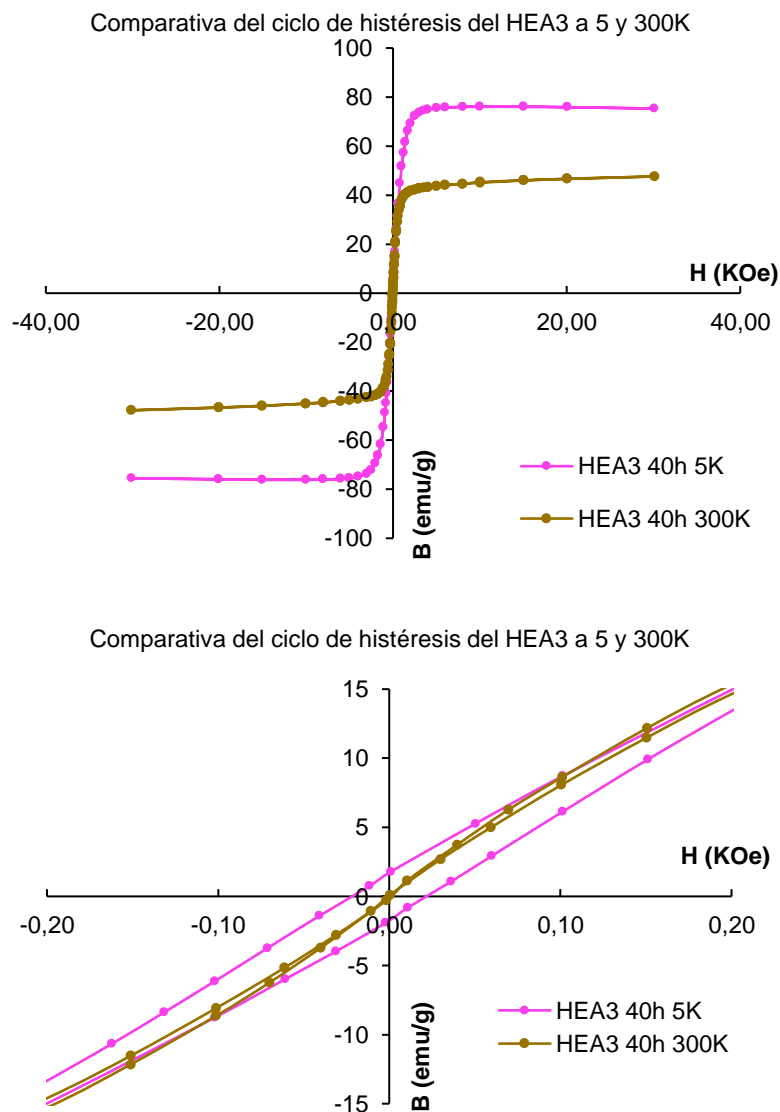 Comparativa del ciclo de histéresis del HEA3 a 5 y 300K
100
80
60
40
20
H (KOe)
0
-40,00 -20,00 0,00 20,00 40,00
-20
-40
-60
HEA3 40h 5K
-80
HEA3 40h 300K
-100
B (emu/g)
Comparativa del ciclo de histéresis del HEA3 a 5 y 300K
15
10
5
H (KOe)
0
-0,20 -0,10 0,00 0,10 0,20
-5
HEA3 40h 5K
-10
HEA3 40h 300K
-15
B (emu/g)